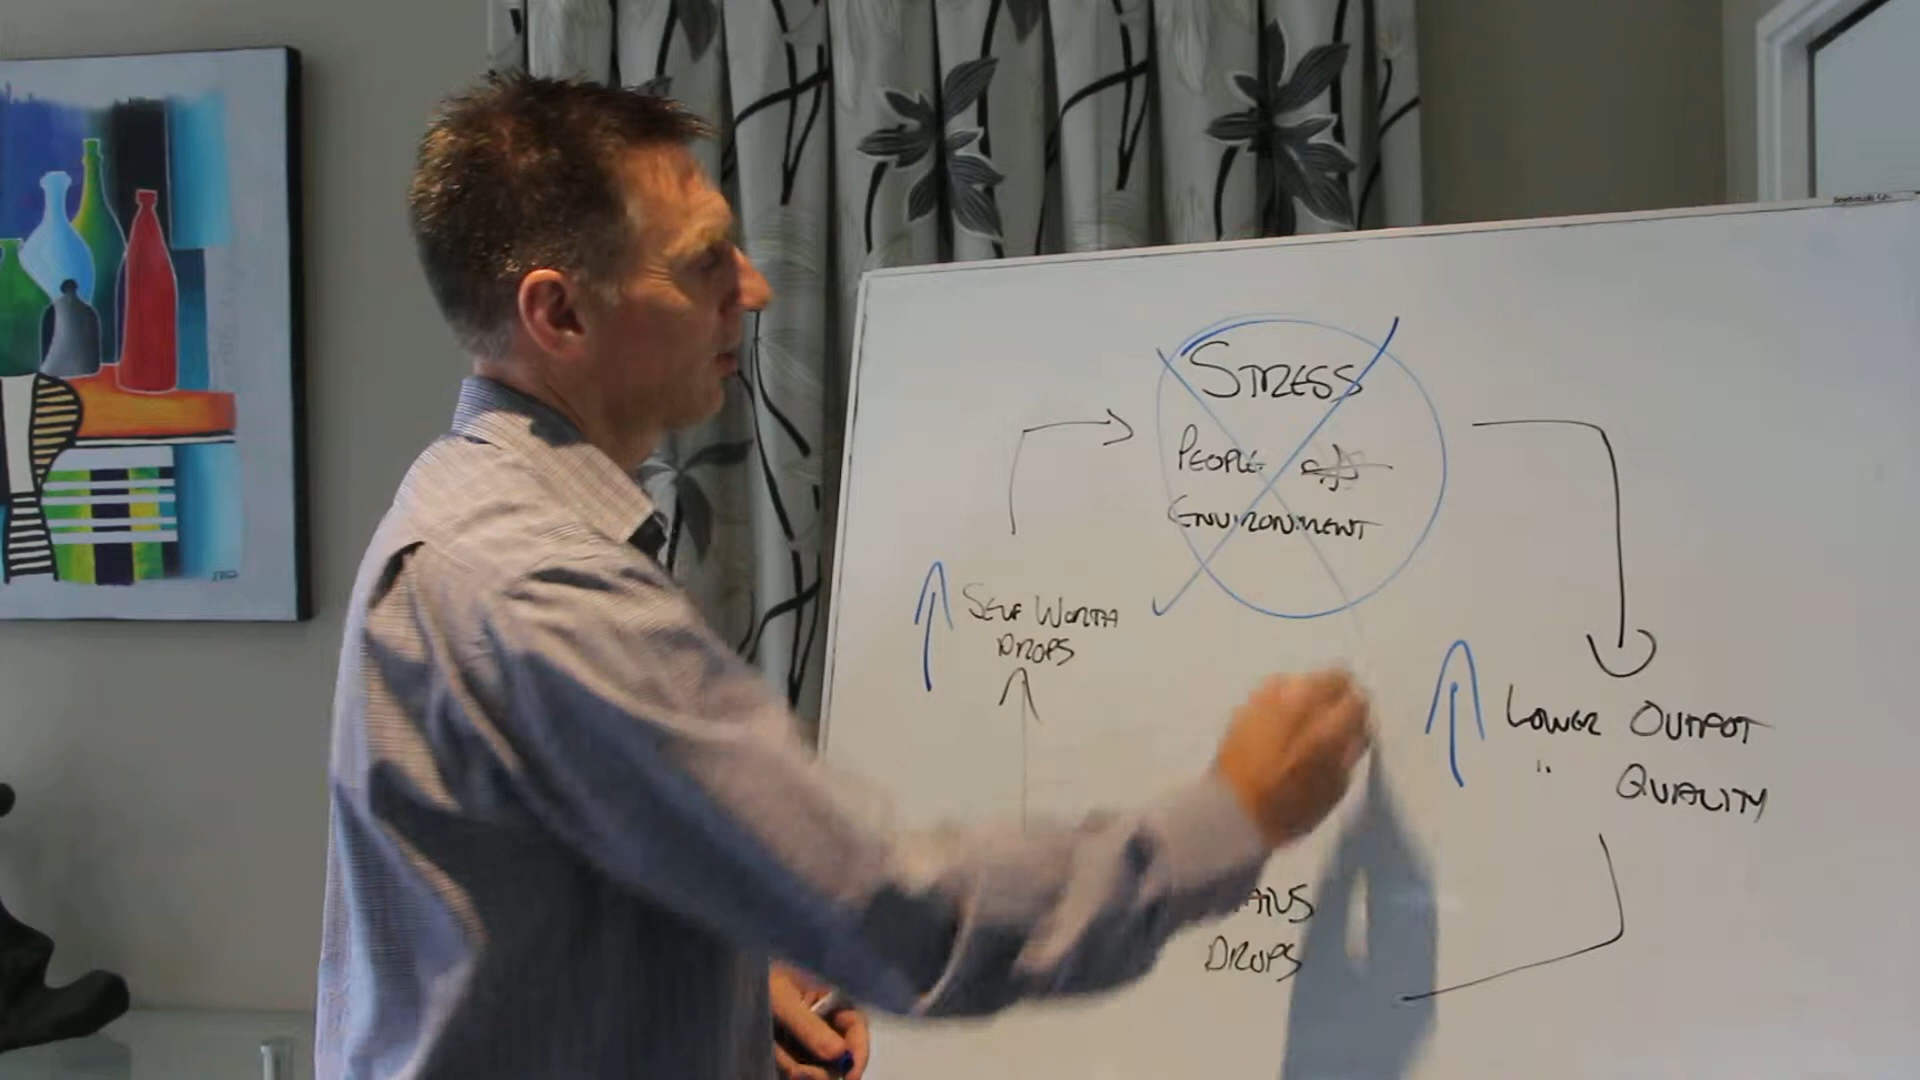 STRESS
PEOPLE
ENVIRONMENT
SELF WORTH
DROPS
LOWER OUTPUT
" QUALITY
DROPS